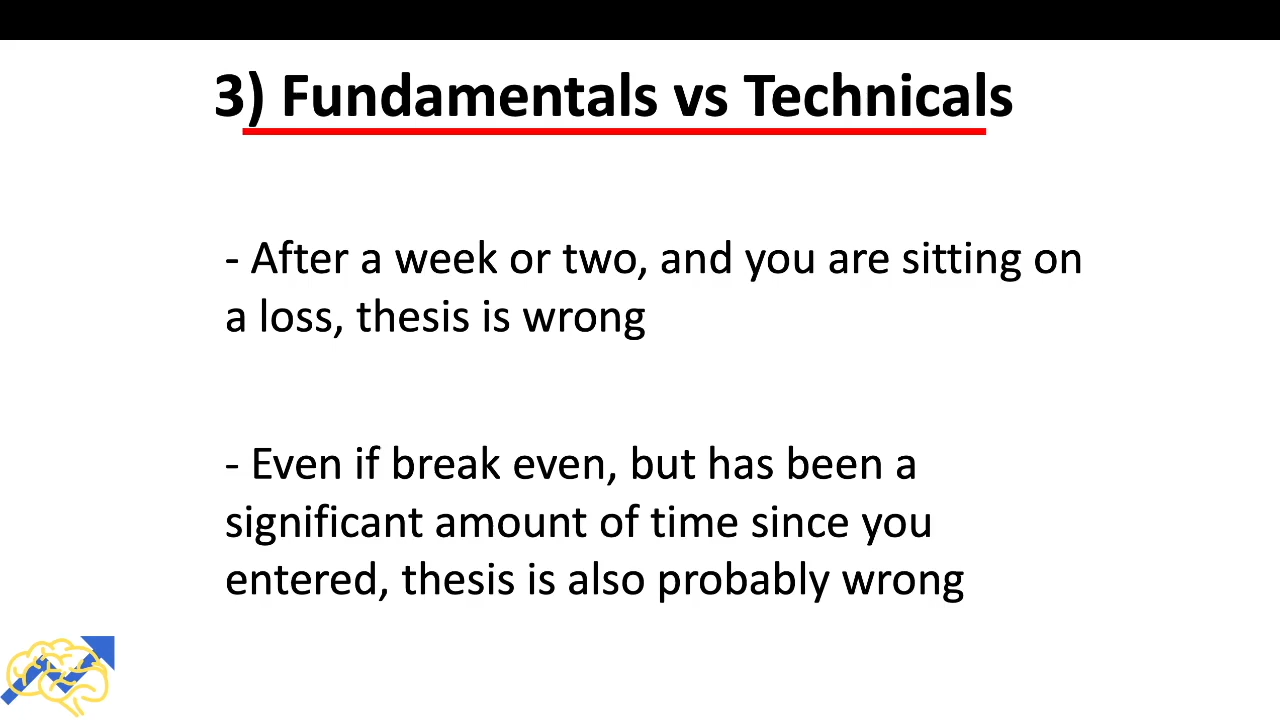 3) Fundamentals vs Technicals
- After a week or two, and you are sitting on
a loss, thesis is wrong
- Even if break even, but has been a
significant amount of time since you
entered, thesis is also probably wrong